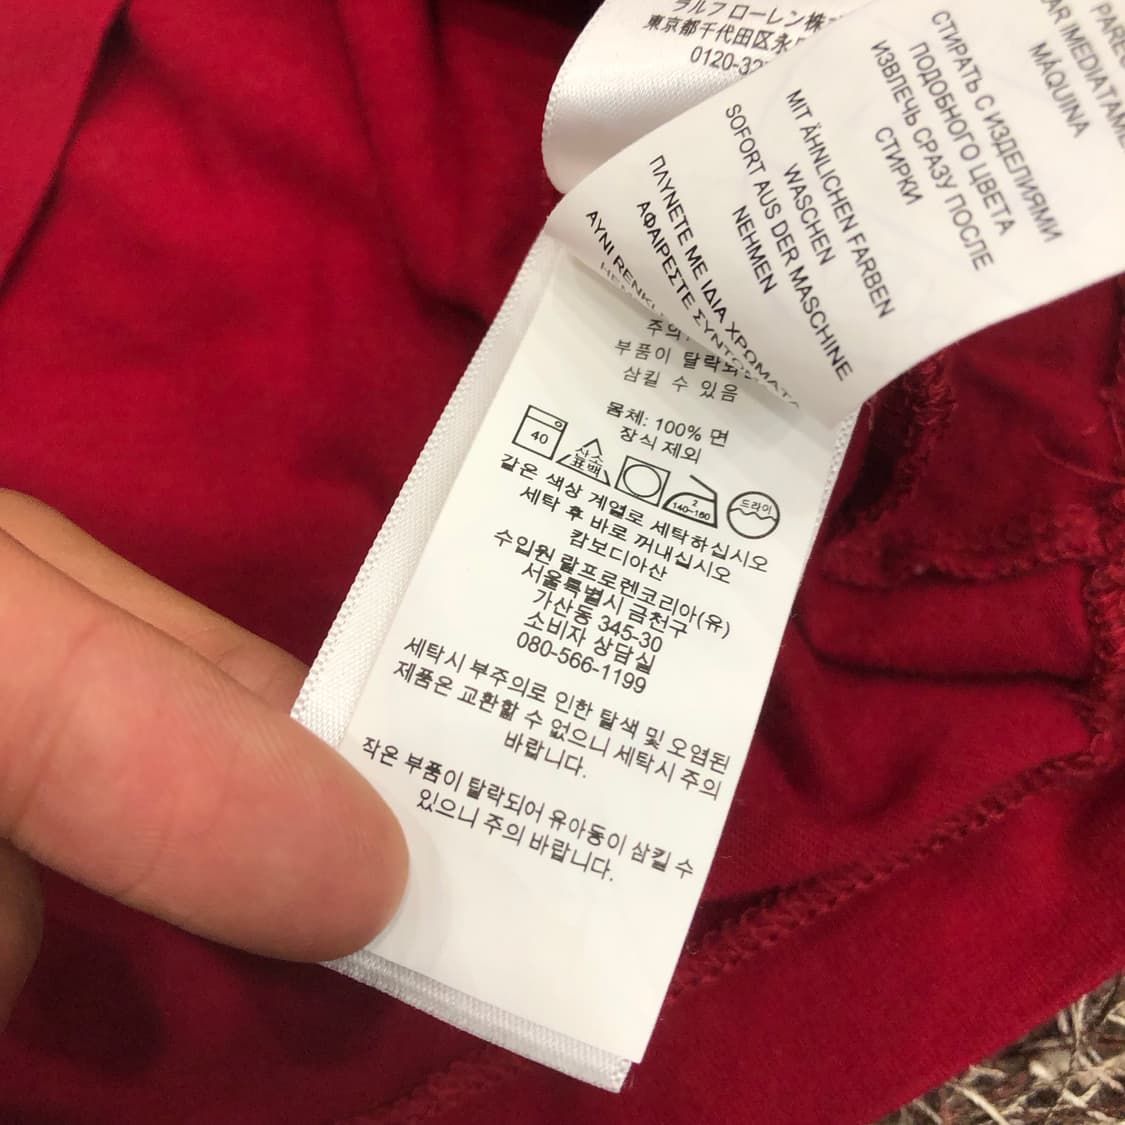 ラルフ ローレン株
東京都千代田区永
0120-32
MÁQUINA
СТИРАТЬ С ИЗДЕЛИЯМИ
ПОДОБНОГО ЦВЕТА
ИЗВЛЕЧЬ СРАЗУ ПОСЛЕ
СТИРКИ
MIT ÄHNLICHEN FARBEN
WASCHEN
SOFORT AUS DER MASCHINE
NEHMEN
ΠΛΥΝΕΤΕ ΜΕ ΙΔΙΑ ΧΡΩΜΑΤΑ
ΑΦΑΙΡΕΣΤΕ
AYNI RENK
부품이
삼킬 수 있음
몸체: 100% 면
장식 제외
40 산소 표백 2 140~160 드라이
같은 색상 계열로 세탁하십시오
세탁 후 바로 꺼내십시오
캄보디아산
수입원 랄프로렌코리아(유)
서울특별시 금천구
가산동 345-30
소비자 상담실
080-566-1199
세탁시 부주의로 인한 탈색 및 오염된
제품은 교환할 수 없으니 세탁시 주의
바랍니다.
작은 부품이 탈락되어 유아동이 삼킬 수
있으니 주의 바랍니다.